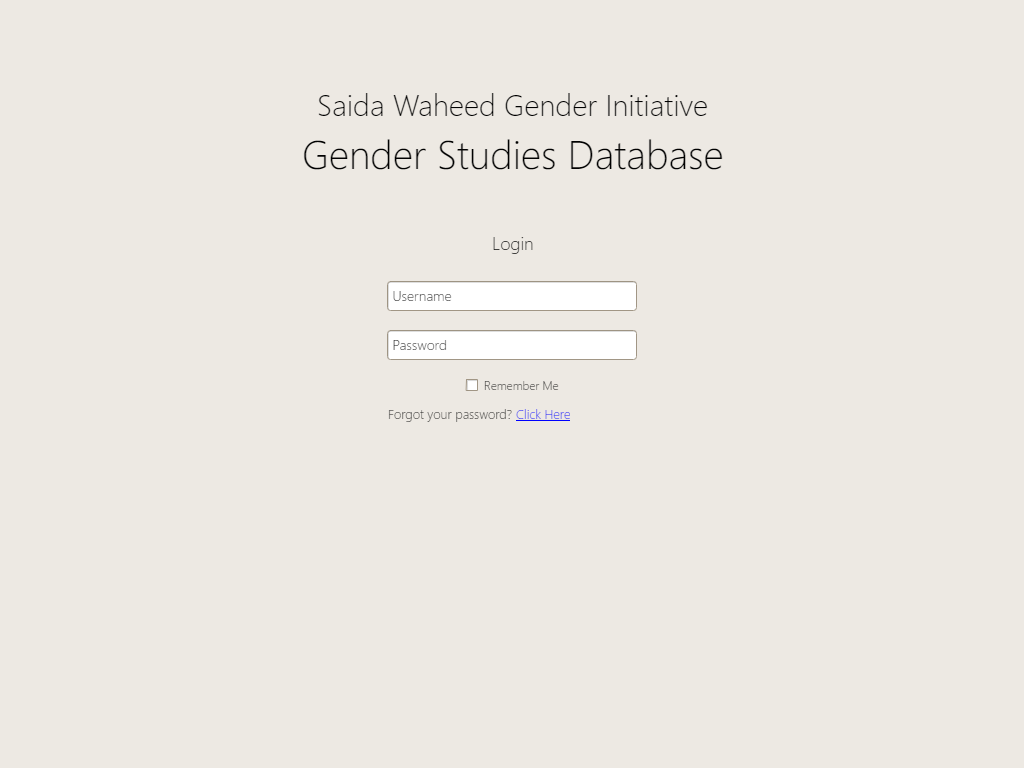 Saida Waheed Gender Initiative
Gender Studies Database
Login
Username
Password
Remember Me
Forgot your password? Click Here